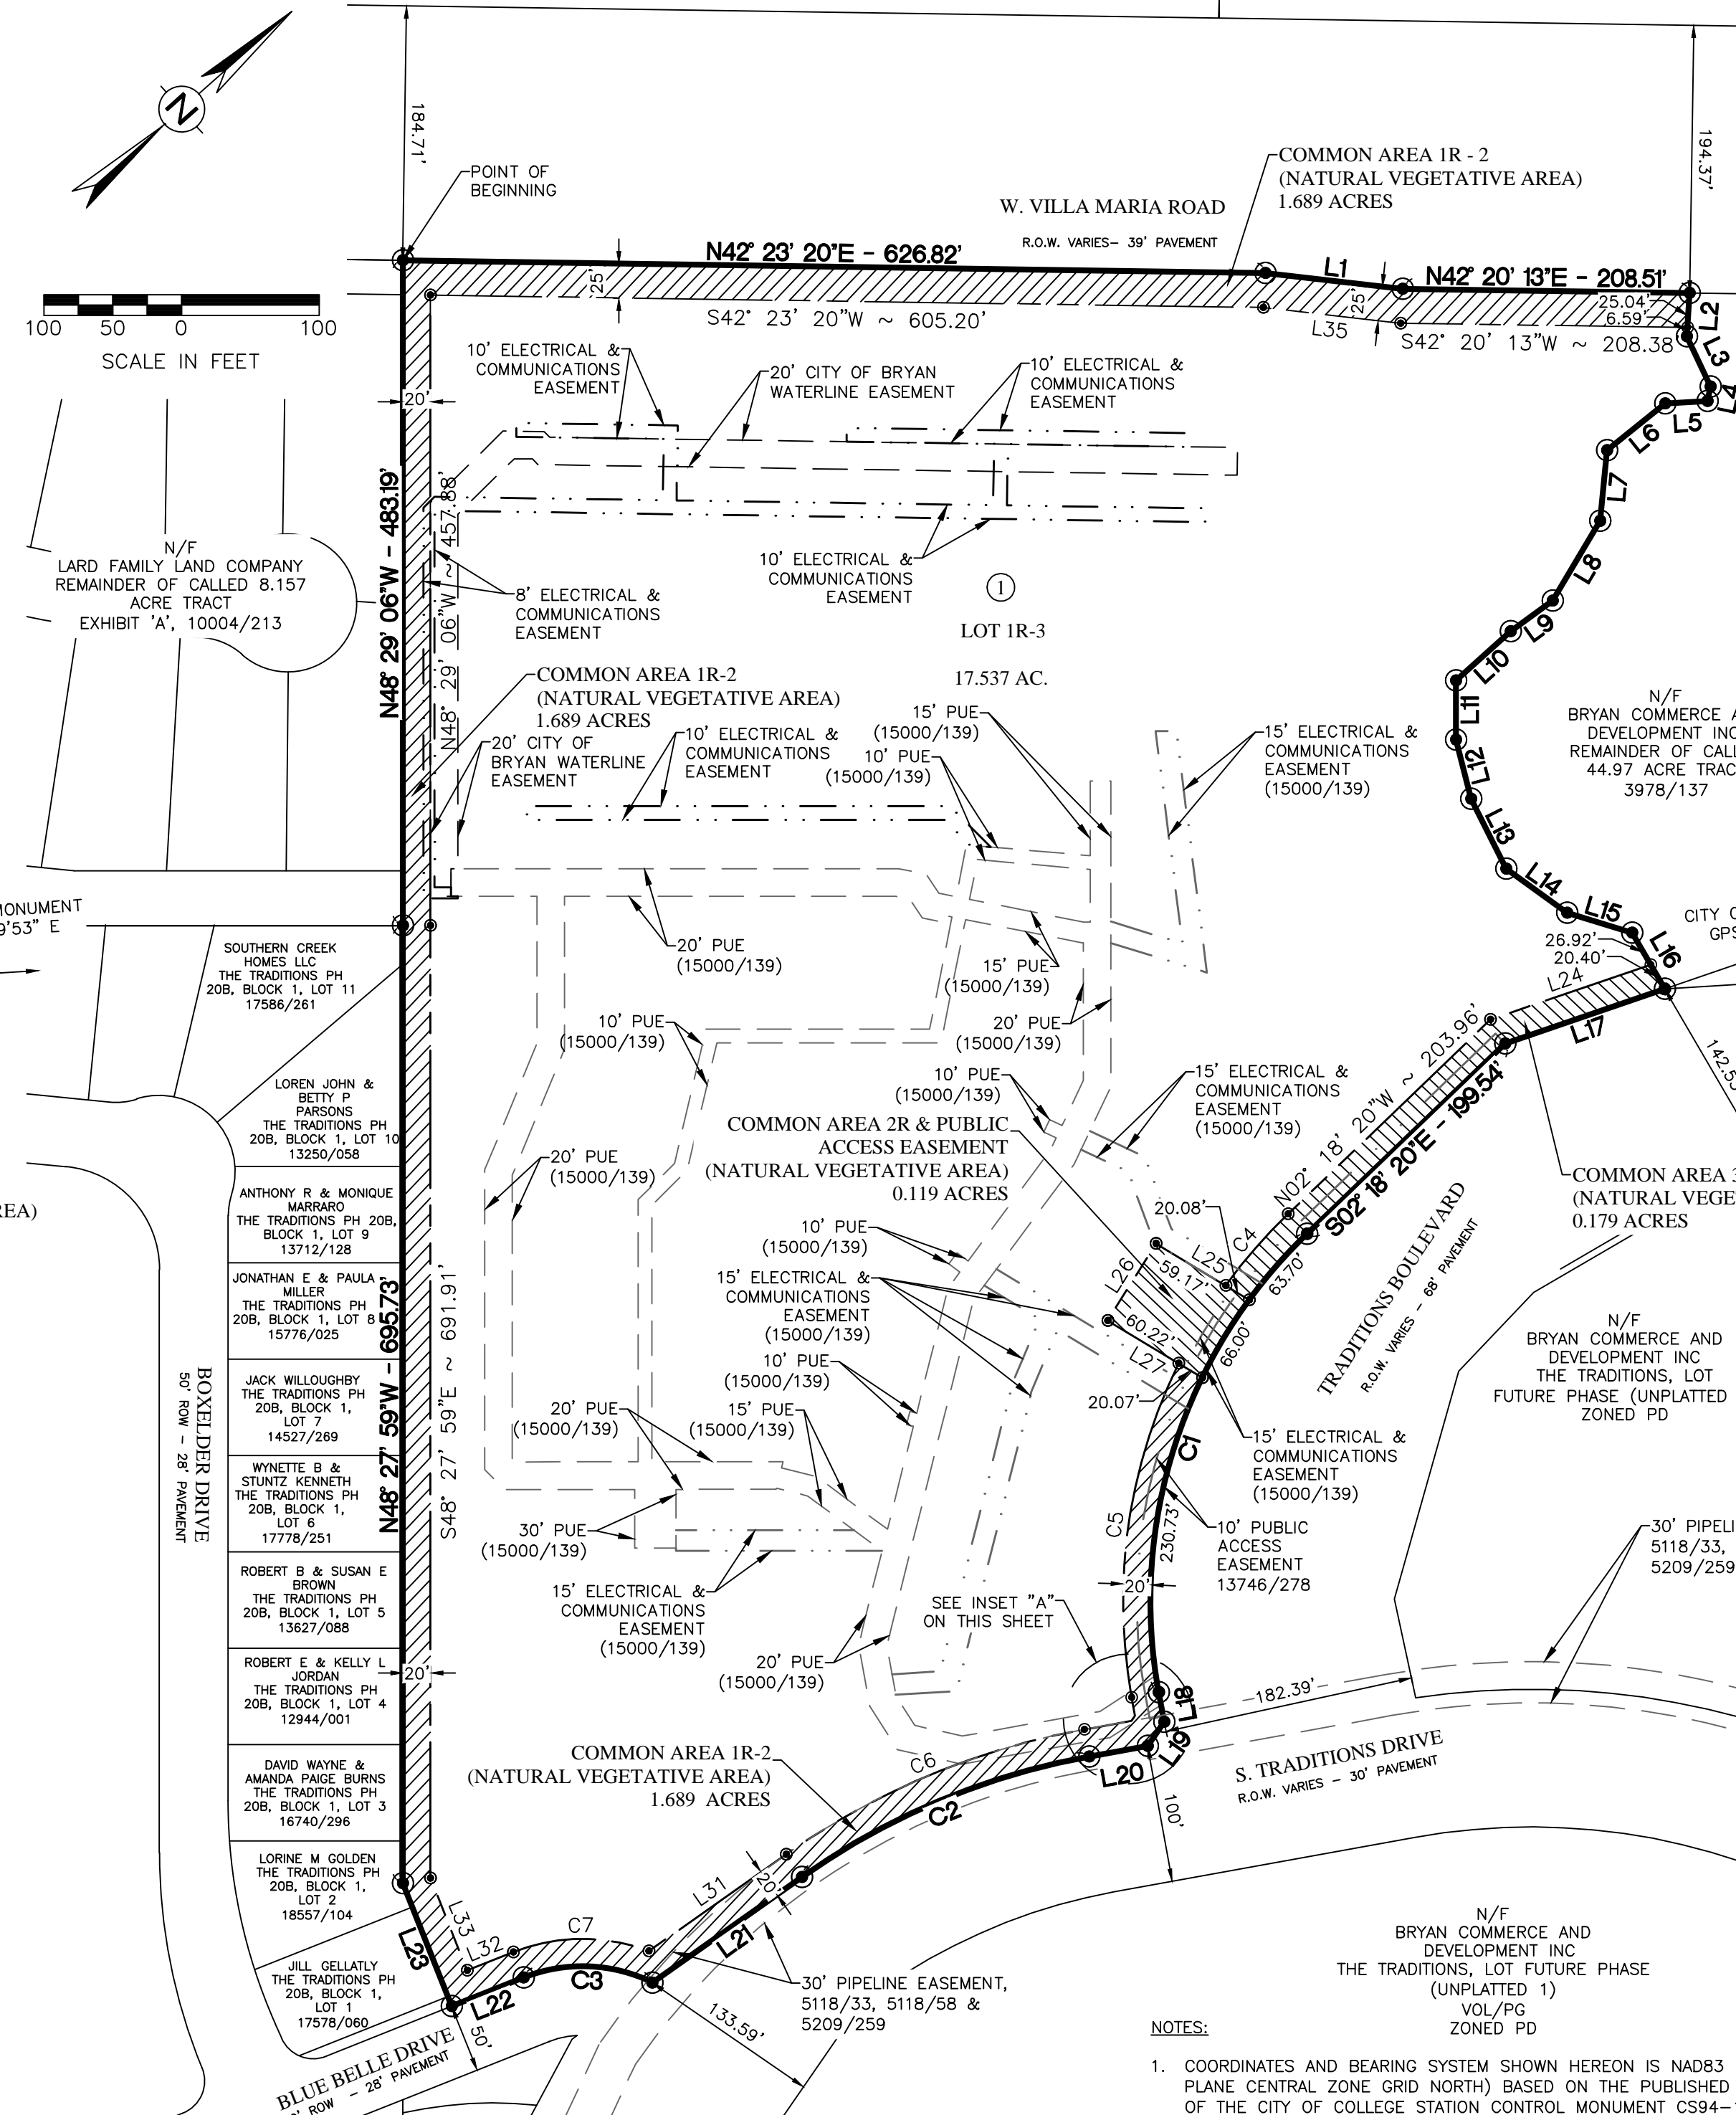 184.71'
194.37'
POINT OF
BEGINNING
COMMON AREA 1R - 2
(NATURAL VEGETATIVE AREA)
1.689 ACRES
W. VILLA MARIA ROAD
R.O.W. VARIES- 39' PAVEMENT
N
100 50 0 100
SCALE IN FEET
N42° 23' 20"E - 626.82'
L1
N42° 20' 13"E - 208.51'
25'
25'
25.04'
6.59'
L2
S42° 23' 20"W ~ 605.20'
L35
S42° 20' 13"W ~ 208.38
L3
L4
L5
L6
L7
L8
L9
L10
L11
L12
L13
L14
L15
L16
10' ELECTRICAL &
COMMUNICATIONS
EASEMENT
20' CITY OF BRYAN
WATERLINE EASEMENT
10' ELECTRICAL &
COMMUNICATIONS
EASEMENT
20'
N48° 29' 06"W - 483.19'
N48° 29' 06"W ~ 457.88'
N/F
LARD FAMILY LAND COMPANY
REMAINDER OF CALLED 8.157
ACRE TRACT
EXHIBIT 'A', 10004/213
8' ELECTRICAL &
COMMUNICATIONS
EASEMENT
10' ELECTRICAL &
COMMUNICATIONS
EASEMENT
1
LOT 1R-3
17.537 AC.
COMMON AREA 1R-2
(NATURAL VEGETATIVE AREA)
1.689 ACRES
20' CITY OF
BRYAN WATERLINE
EASEMENT
10' ELECTRICAL &
COMMUNICATIONS
EASEMENT
15' PUE
(15000/139)
10' PUE
(15000/139)
15' ELECTRICAL &
COMMUNICATIONS
EASEMENT
(15000/139)
N/F
BRYAN COMMERCE A
DEVELOPMENT INC
REMAINDER OF CALL
44.97 ACRE TRAC
3978/137
MONUMENT
9'53" E
CITY O
GPS
26.92'
20.40'
L24
L17
142.55
SOUTHERN CREEK
HOMES LLC
THE TRADITIONS PH
20B, BLOCK 1, LOT 11
17586/261
20' PUE
(15000/139)
15' PUE
(15000/139)
10' PUE
(15000/139)
20' PUE
(15000/139)
10' PUE
(15000/139)
15' ELECTRICAL &
COMMUNICATIONS
EASEMENT
(15000/139)
N02° 18' 20"W ~ 203.96'
S02° 18' 20"E - 199.54'
LOREN JOHN &
BETTY P
PARSONS
THE TRADITIONS PH
20B, BLOCK 1, LOT 10
13250/058
COMMON AREA 2R & PUBLIC
ACCESS EASEMENT
(NATURAL VEGETATIVE AREA)
0.119 ACRES
20' PUE
(15000/139)
COMMON AREA 3
(NATURAL VEGE
0.179 ACRES
REA)
ANTHONY R & MONIQUE
MARRARO
THE TRADITIONS PH 20B,
BLOCK 1, LOT 9
13712/128
20.08'
C4
L25
L26
59.17'
63.70'
66.00'
60.22'
L27
20.07'
10' PUE
(15000/139)
15' ELECTRICAL &
COMMUNICATIONS
EASEMENT
(15000/139)
TRADITIONS BOULEVARD
R.O.W. VARIES - 68' PAVEMENT
JONATHAN E & PAULA
MILLER
THE TRADITIONS PH
20B, BLOCK 1, LOT 8
15776/025
N48° 27' 59"W - 695.73'
S48° 27' 59"E ~ 691.91'
N/F
BRYAN COMMERCE AND
DEVELOPMENT INC
THE TRADITIONS, LOT
FUTURE PHASE (UNPLATTED
ZONED PD
BOXELDER DRIVE
50' ROW - 28' PAVEMENT
JACK WILLOUGHBY
THE TRADITIONS PH
20B, BLOCK 1,
LOT 7
14527/269
10' PUE
(15000/139)
20' PUE
(15000/139)
15' PUE
(15000/139)
C1
15' ELECTRICAL &
COMMUNICATIONS
EASEMENT
(15000/139)
WYNETTE B &
STUNTZ KENNETH
THE TRADITIONS PH
20B, BLOCK 1,
LOT 6
17778/251
30' PUE
(15000/139)
C5
230.73'
10' PUBLIC
ACCESS
EASEMENT
13746/278
30' PIPELI
5118/33,
5209/259
ROBERT B & SUSAN E
BROWN
THE TRADITIONS PH
20B, BLOCK 1, LOT 5
13627/088
15' ELECTRICAL &
COMMUNICATIONS
EASEMENT
(15000/139)
20'
SEE INSET "A"
ON THIS SHEET
ROBERT E & KELLY L
JORDAN
THE TRADITIONS PH
20B, BLOCK 1, LOT 4
12944/001
20'
20' PUE
(15000/139)
L18
182.39'
L19
L20
S. TRADITIONS DRIVE
R.O.W. VARIES - 30' PAVEMENT
DAVID WAYNE &
AMANDA PAIGE BURNS
THE TRADITIONS PH
20B, BLOCK 1, LOT 3
16740/296
COMMON AREA 1R-2
(NATURAL VEGETATIVE AREA)
1.689 ACRES
C6
C2
100'
LORINE M GOLDEN
THE TRADITIONS PH
20B, BLOCK 1,
LOT 2
18557/104
L31
20'
L33
L32
C7
L21
L23
L22
C3
JILL GELLATLY
THE TRADITIONS PH
20B, BLOCK 1,
LOT 1
17578/060
30' PIPELINE EASEMENT,
5118/33, 5118/58 &
5209/259
133.59'
50'
BLUE BELLE DRIVE
' ROW - 28' PAVEMENT
N/F
BRYAN COMMERCE AND
DEVELOPMENT INC
THE TRADITIONS, LOT FUTURE PHASE
(UNPLATTED 1)
VOL/PG
ZONED PD
NOTES:
1. COORDINATES AND BEARING SYSTEM SHOWN HEREON IS NAD83
PLANE CENTRAL ZONE GRID NORTH) BASED ON THE PUBLISHED
OF THE CITY OF COLLEGE STATION CONTROL MONUMENT CS94-